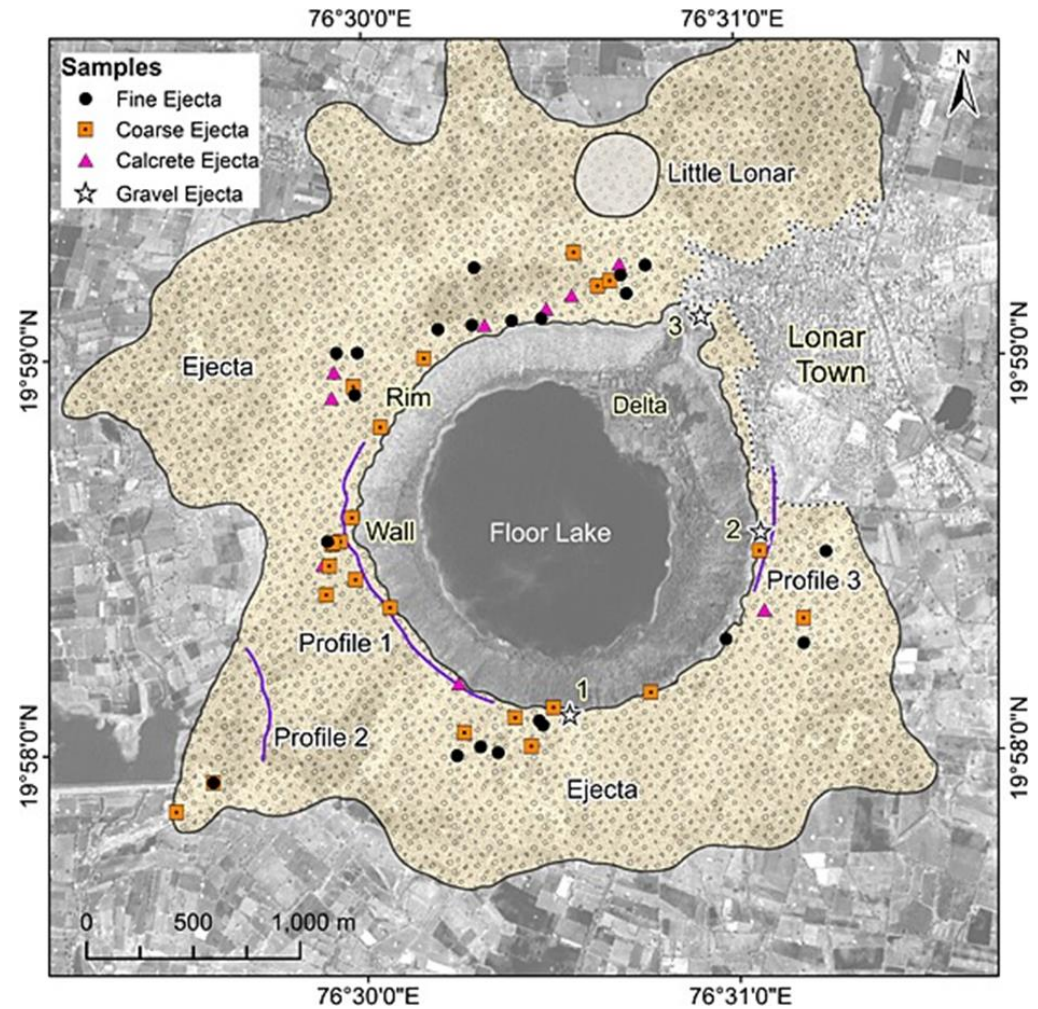 76°30'0"E 76°31'0"E
Samples
Fine Ejecta
Coarse Ejecta
Calcrete Ejecta
Gravel Ejecta
N
Little Lonar
3
Lonar
Town
19°59'0"N
19°59'0"N
Ejecta
Rim
Delta
Wall
Floor Lake
2
Profile 3
Profile 1
1
Profile 2
19°58'0"N
19°58'0"N
Ejecta
0 500 1,000 m
76°30'0"E 76°31'0"E